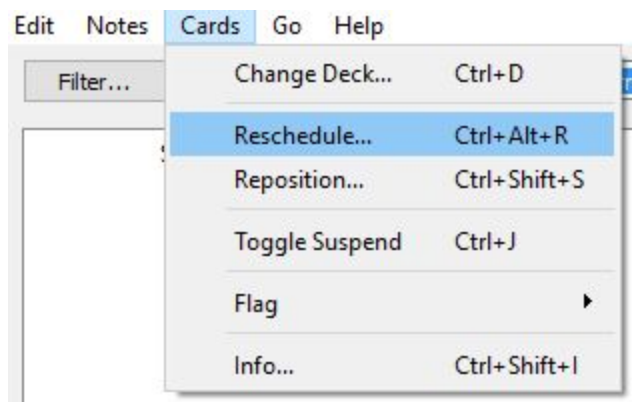 Edit Notes Cards Go Help
Filter...
Change Deck... Ctrl+D
Reschedule... Ctrl+Alt+R
Reposition... Ctrl+Shift+S
Toggle Suspend Ctrl+J
Flag
Info... Ctrl+Shift+I